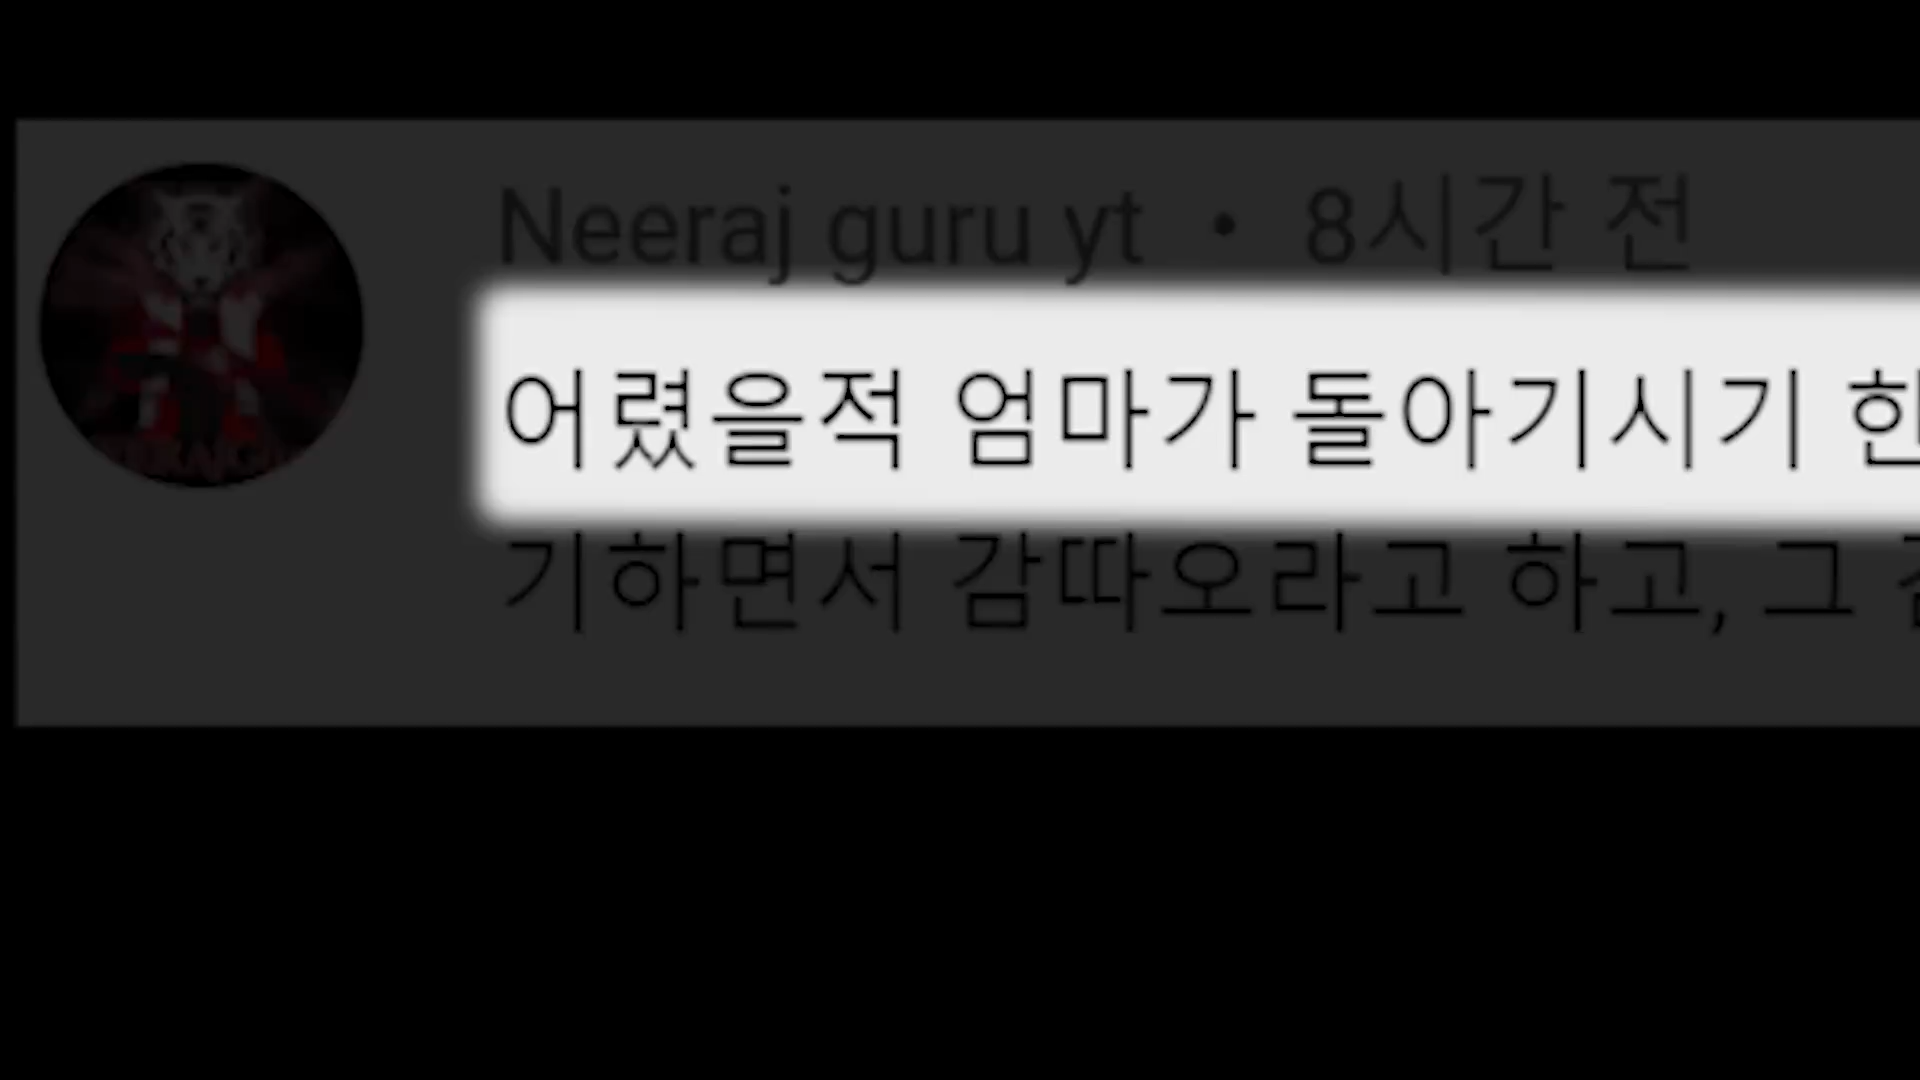 Neeraj guru yt • 8시간 전
어렸을적 엄마가 돌아기시기 한
기하면서 감따오라고 하고, 그